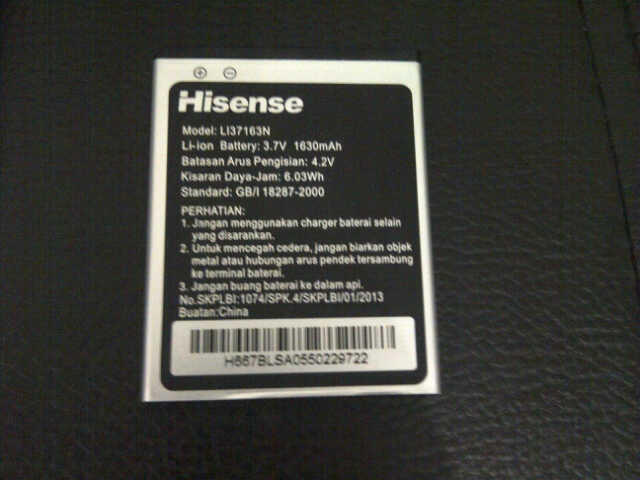 Hisense
Model: LI37163N
Li-ion Battery: 3.7V 1630mAh
Batasan Arus Pengisian: 4.2V
Kisaran Daya-Jam: 6.03Wh
Standard: GB/I 18287-2000
PERHATIAN:
1. Jangan menggunakan charger baterai selain
yang disarankan.
2. Untuk mencegah cedera, jangan biarkan objek
metal atau hubungan arus pendek tersambung
ke terminal baterai.
3. Jangan buang baterai ke dalam api.
No.SKPLBI:1074/SPK.4/SKPLBI/01/2013
Buatan:China
H667BLSA0550229722